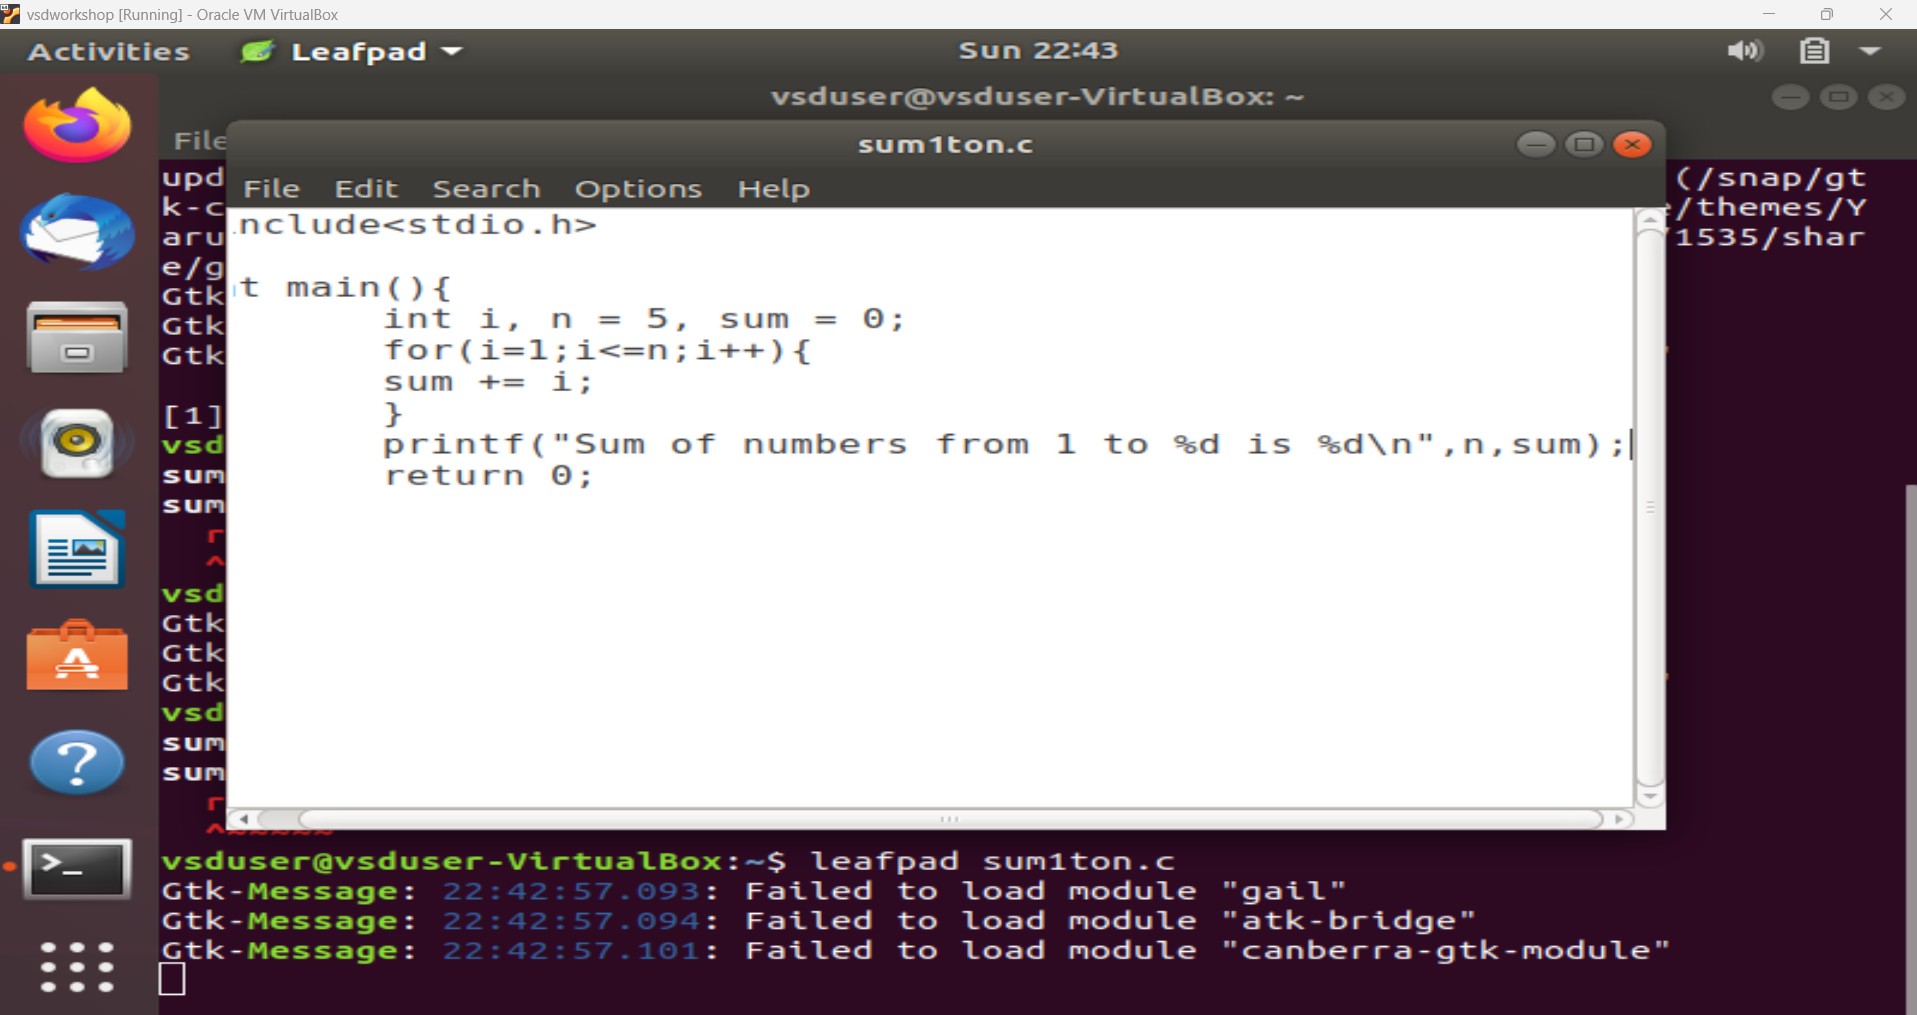 vsdworkshop [Running] - Oracle VM VirtualBox
Activities Leafpad Sun 22:43
vsduser@vsduser-VirtualBox: ~
File
sum1ton.c
File Edit Search Options Help
nclude<stdio.h>
t main(){
int i, n = 5, sum = 0;
for(i=1;i<=n;i++){
sum += i;
}
printf("Sum of numbers from 1 to %d is %d\n",n,sum);
return 0;
upd (/snap/gt
k-c e/themes/Y
aru /1535/shar
e/g
Gtk
Gtk
Gtk
[1]
vsd
sum
sum
r
^
vsd
Gtk
Gtk
Gtk
vsd
sum
sum
r
^~~~~~
vsduser@vsduser-VirtualBox:~$ leafpad sum1ton.c
Gtk-Message: 22:42:57.093: Failed to load module "gail"
Gtk-Message: 22:42:57.094: Failed to load module "atk-bridge"
Gtk-Message: 22:42:57.101: Failed to load module "canberra-gtk-module"